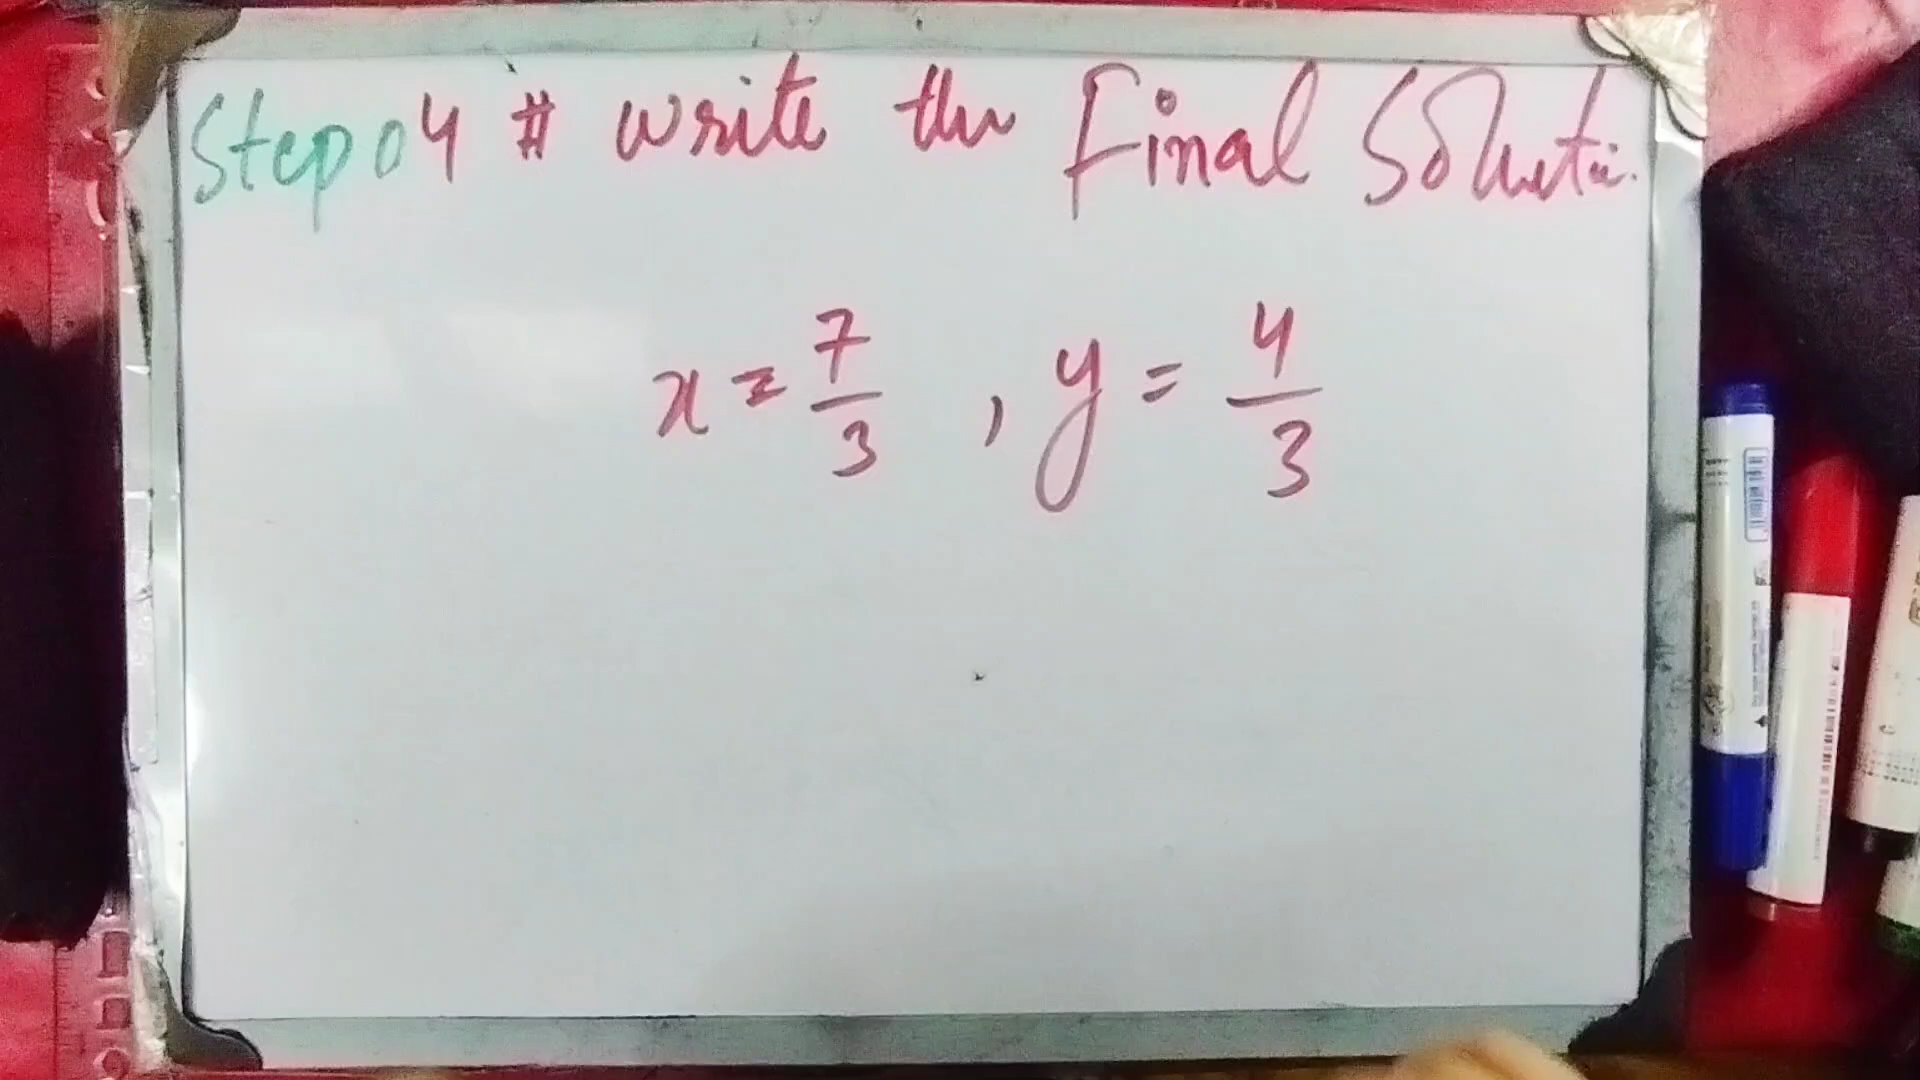 Step 04 # write the Final Solution.
x = 7/3 , y = 4/3